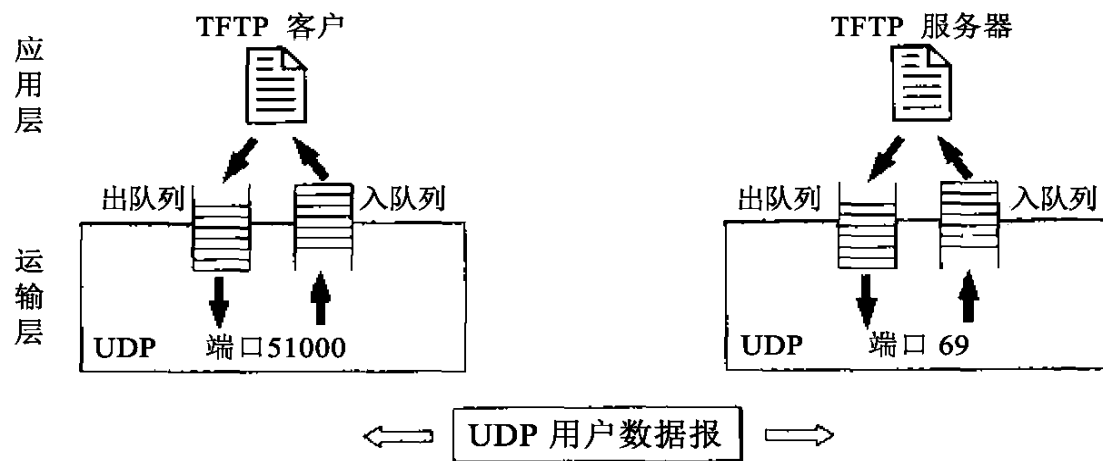 TFTP 客户
TFTP 服务器
应用层
出队列
入队列
出队列
入队列
运输层
UDP
端口51000
UDP
端口 69
UDP 用户数据报